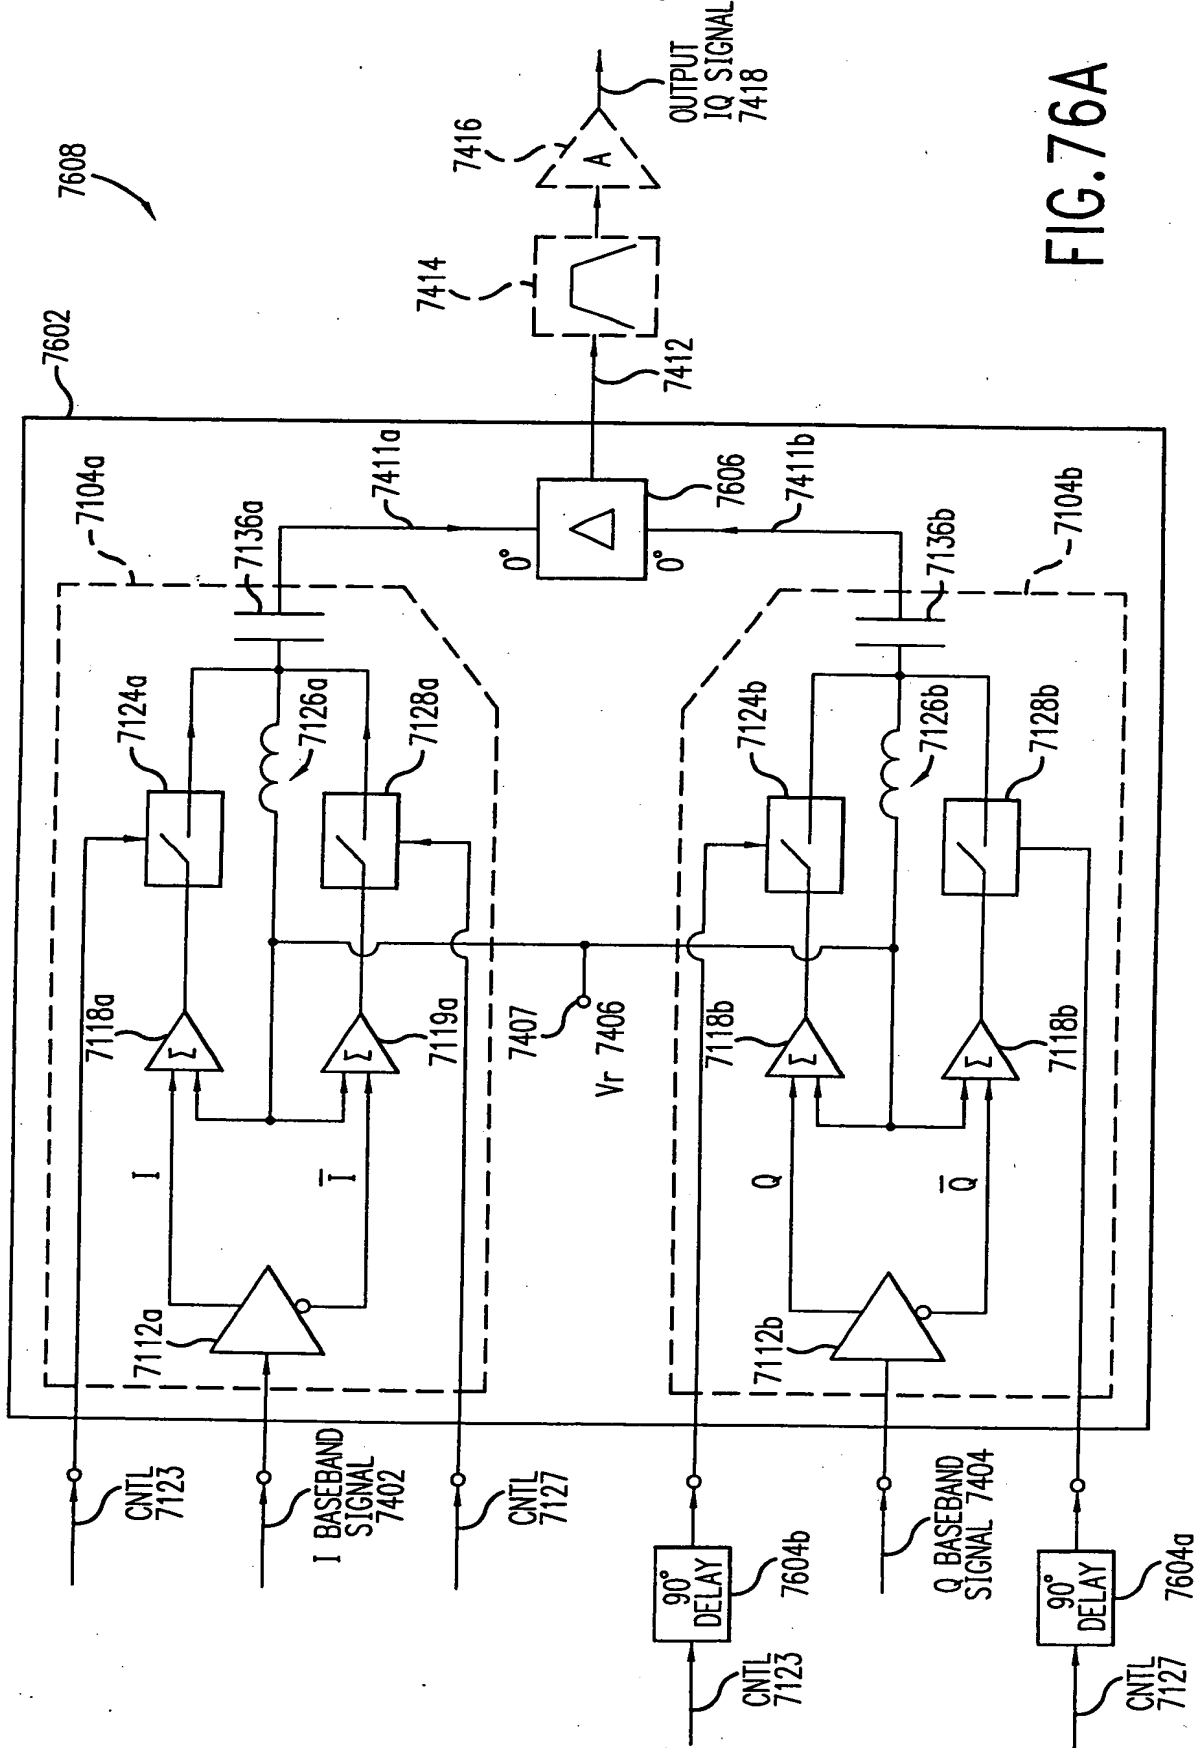 FIG.76A
7608
7602
7104a
7136a
7124a
7126a
7128a
7118a
Σ
7119a
Σ
I
I̅
7112a
CNTL
7123
I BASEBAND
SIGNAL
7402
CNTL
7127
7411a
0°
0°
7606
7411b
7412
7414
7416
A
OUTPUT
IQ SIGNAL
7418
7407
Vr 7406
7104b
7136b
7124b
7126b
7128b
7118b
Σ
7118b
Σ
Q
Q̅
7112b
90°
DELAY
7604b
CNTL
7123
Q BASEBAND
SIGNAL 7404
90°
DELAY
7604a
CNTL
7127